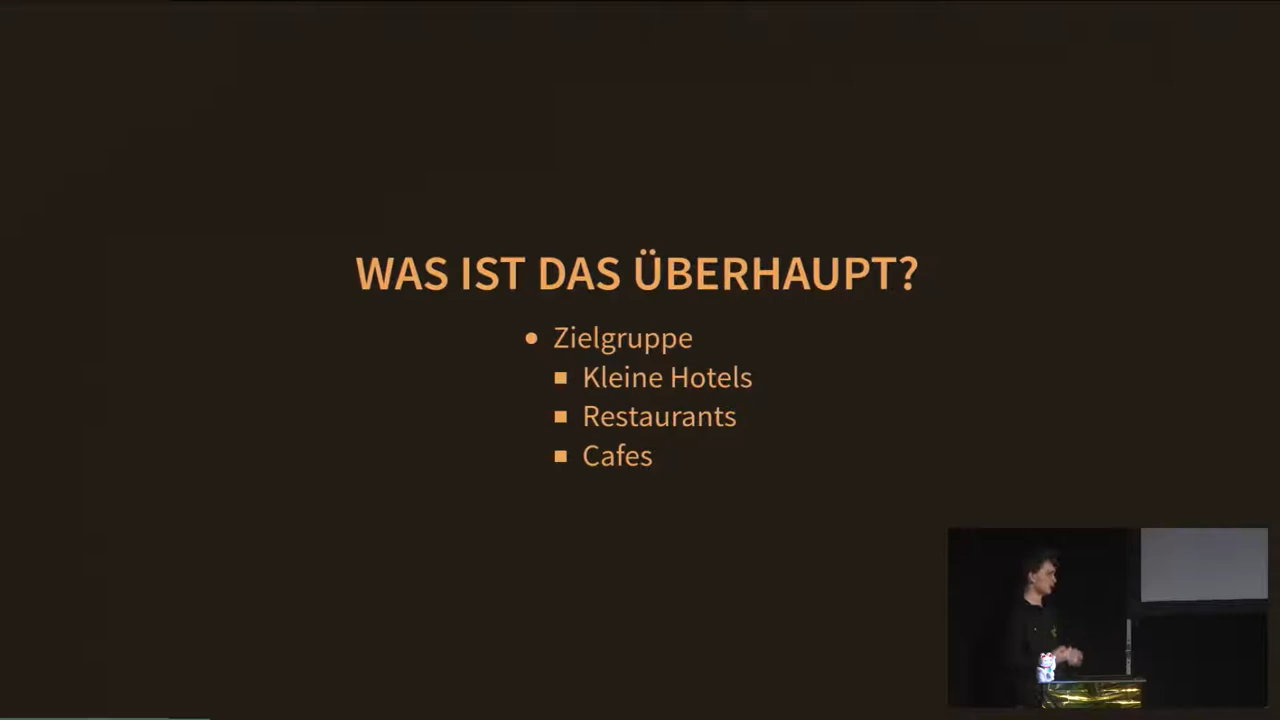 WAS IST DAS ÜBERHAUPT?
Zielgruppe
Kleine Hotels
Restaurants
Cafes